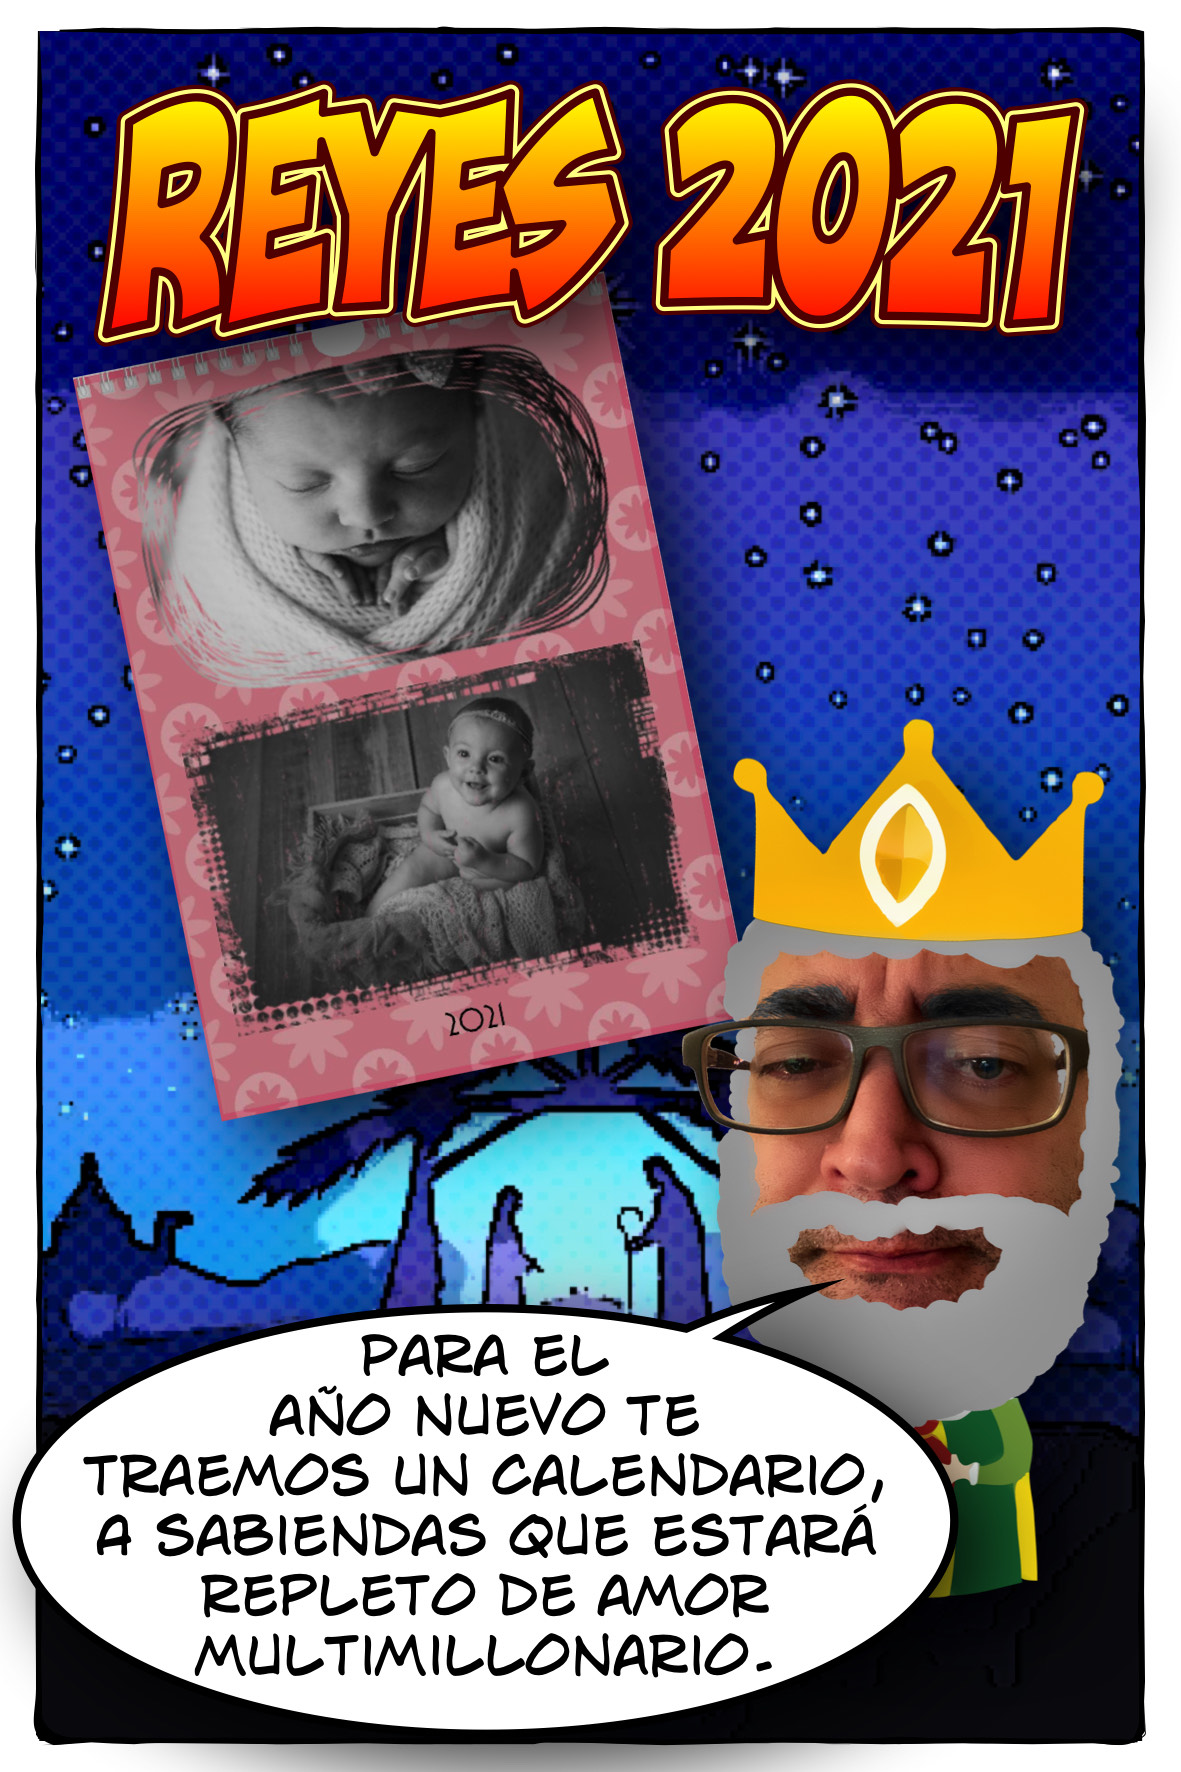 REYES 2021
2021
PARA EL
AÑO NUEVO TE
TRAEMOS UN CALENDARIO,
A SABIENDAS QUE ESTARÁ
REPLETO DE AMOR
MULTIMILLONARIO.